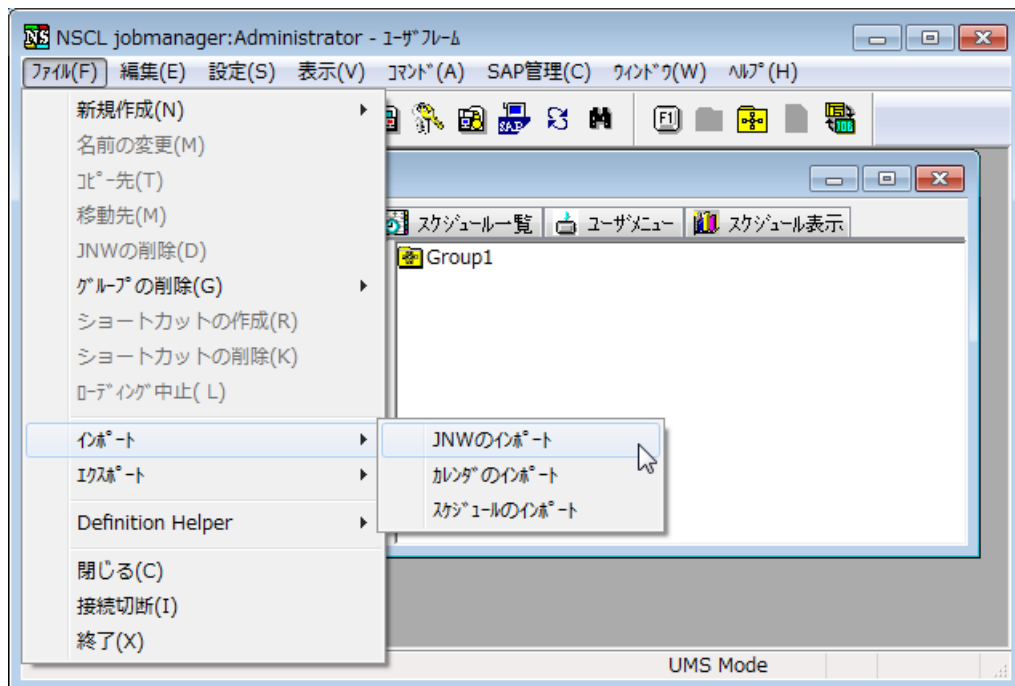 NSCL jobmanager:Administrator - ﾕｰｻﾞﾌﾚｰﾑ
ﾌｧｲﾙ(F) 編集(E) 設定(S) 表示(V) ｺﾏﾝﾄﾞ(A) SAP管理(C) ｳｨﾝﾄﾞｳ(W) ﾍﾙﾌﾟ(H)
新規作成(N)
名前の変更(M)
ｺﾋﾟｰ先(T)
移動先(M)
JNWの削除(D)
ｸﾞﾙｰﾌﾟの削除(G)
ショートカットの作成(R)
ショートカットの削除(K)
ﾛｰﾃﾞｨﾝｸﾞ中止( L)
ｲﾝﾎﾟｰﾄ
ｴｸｽﾎﾟｰﾄ
Definition Helper
閉じる(C)
接続切断(I)
終了(X)
SAP
F1
JOB
スケジュール一覧 ユーザメニュー スケジュール表示
Group1
JNWのｲﾝﾎﾟｰﾄ
ｶﾚﾝﾀﾞのｲﾝﾎﾟｰﾄ
ｽｹｼﾞｭｰﾙのｲﾝﾎﾟｰﾄ
UMS Mode